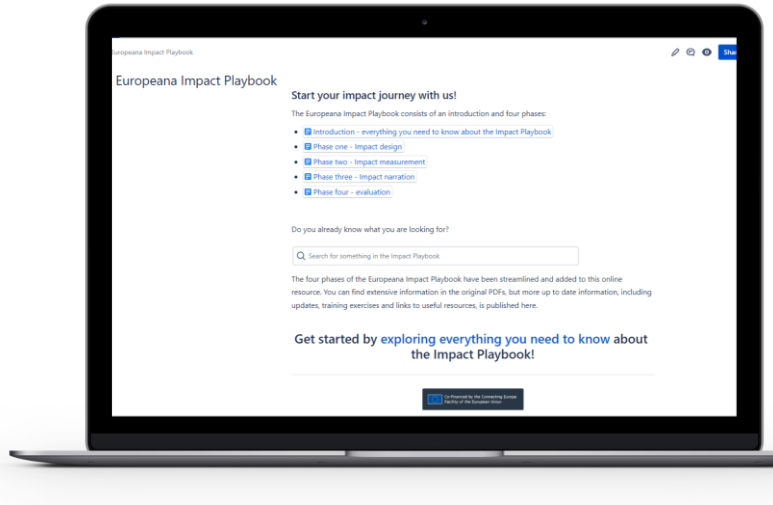 Europeana Impact Playbook
Europeana Impact Playbook
Start your impact journey with us!
The Europeana Impact Playbook consists of an introduction and four phases:
Introduction - everything you need to know about the Impact Playbook
Phase one - Impact design
Phase two - Impact measurement
Phase three - Impact narration
Phase four - evaluation
Do you already know what you are looking for?
Search for something in the Impact Playbook
The four phases of the Europeana Impact Playbook have been streamlined and added to this online
resource. You can find extensive information in the original PDFs, but more up to date information, including
updates, training exercises and links to useful resources, is published here.
Get started by exploring everything you need to know about
the Impact Playbook!
Co-financed by the Connecting Europe
Facility of the European Union